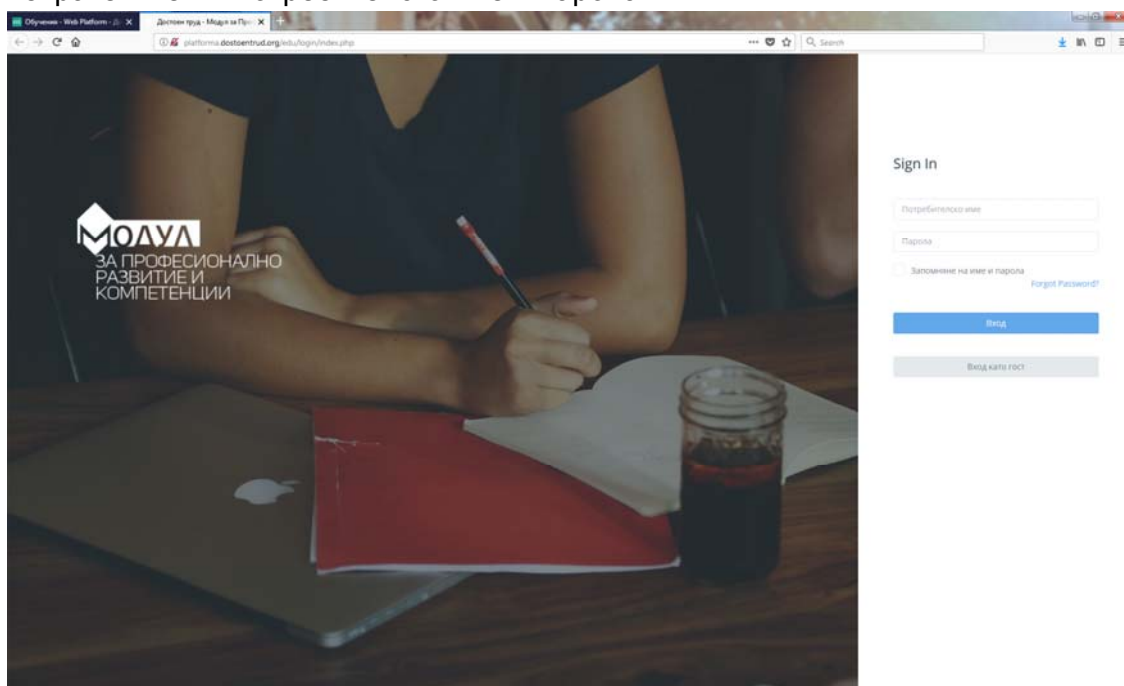 Обучения - Web Platform - Д
Достоен труд - Модул за Про
platforma.dostoentrud.org/edu/login/index.php
Search
Sign In
Потребителско име
Парола
Запомняне на име и парола
Forgot Password?
Вход
Вход като гост
МОДУЛ
ЗА ПРОФЕСИОНАЛНО
РАЗВИТИЕ И
КОМПЕТЕНЦИИ